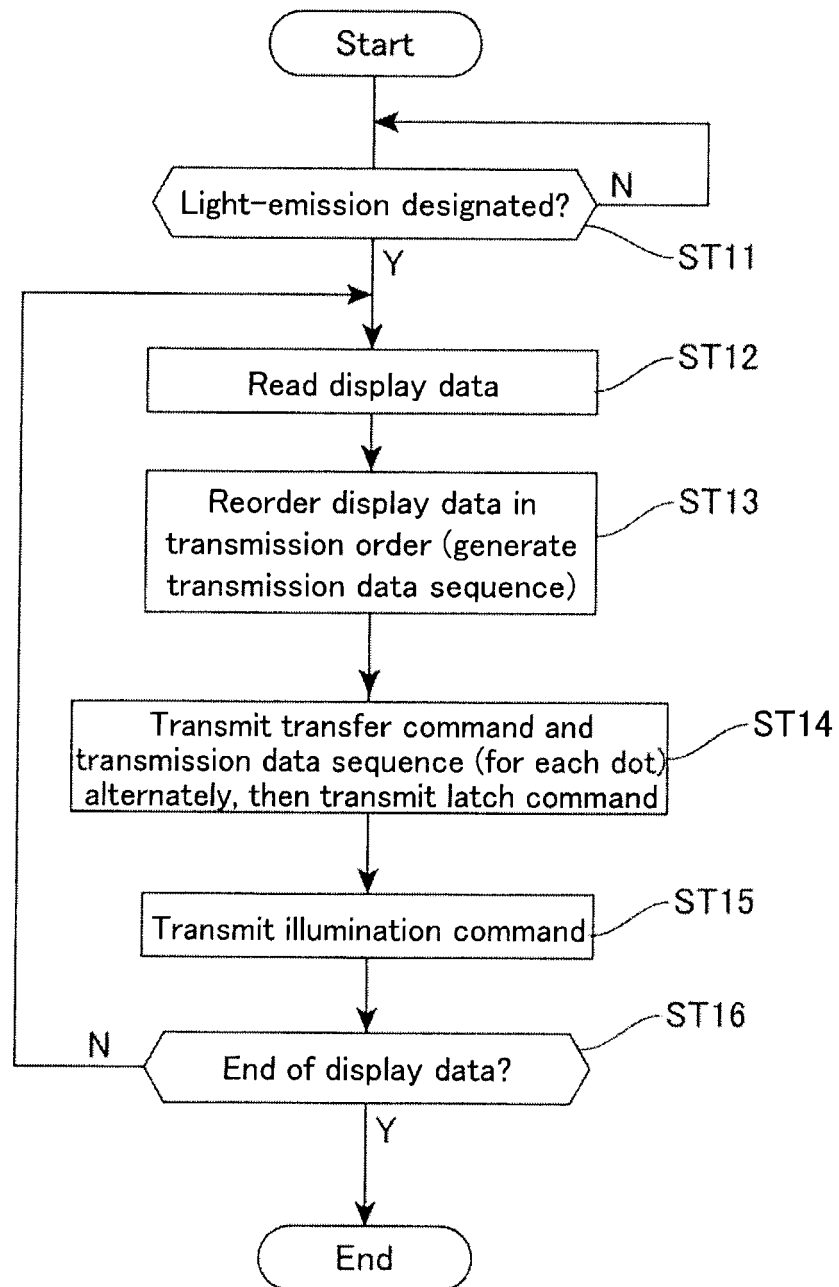 Start
Light-emission designated?
N
ST11
Y
ST12
Read display data
ST13
Reorder display data in
transmission order (generate
transmission data sequence)
ST14
Transmit transfer command and
transmission data sequence (for each dot)
alternately, then transmit latch command
ST15
Transmit illumination command
ST16
N
End of display data?
Y
End